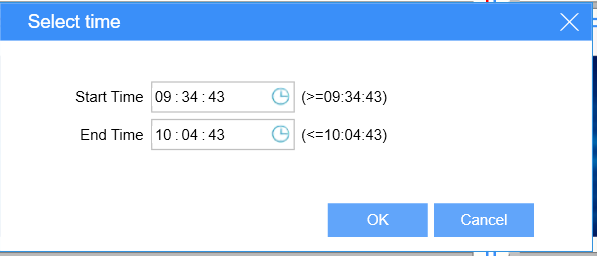 Select time
Start Time 09 : 34 : 43 (>=09:34:43)
End Time 10 : 04 : 43 (<=10:04:43)
OK Cancel